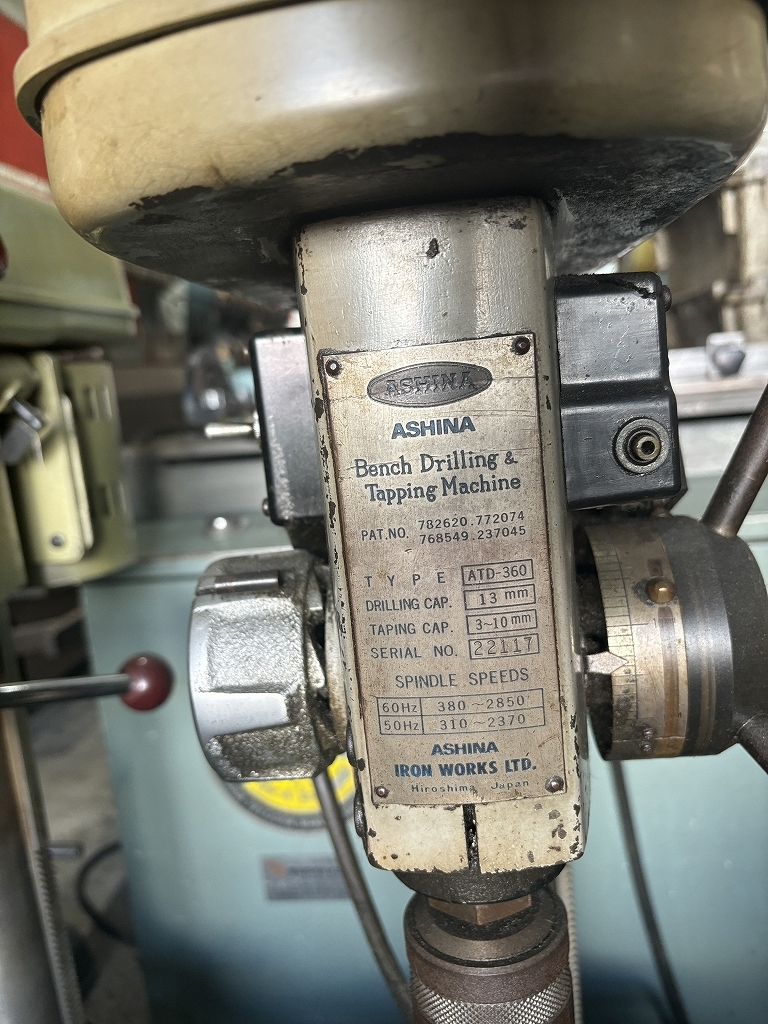 ASHINA
ASHINA
Bench Drilling &
Tapping Machine
PAT.NO. 782620.772074
768549.237045
TYPE ATD-360
DRILLING CAP. 13 mm
TAPING CAP. 3~10 mm
SERIAL NO. 22117
SPINDLE SPEEDS
60Hz 380~2850
50Hz 310~2370
ASHINA
IRON WORKS LTD.
Hiroshima, Japan